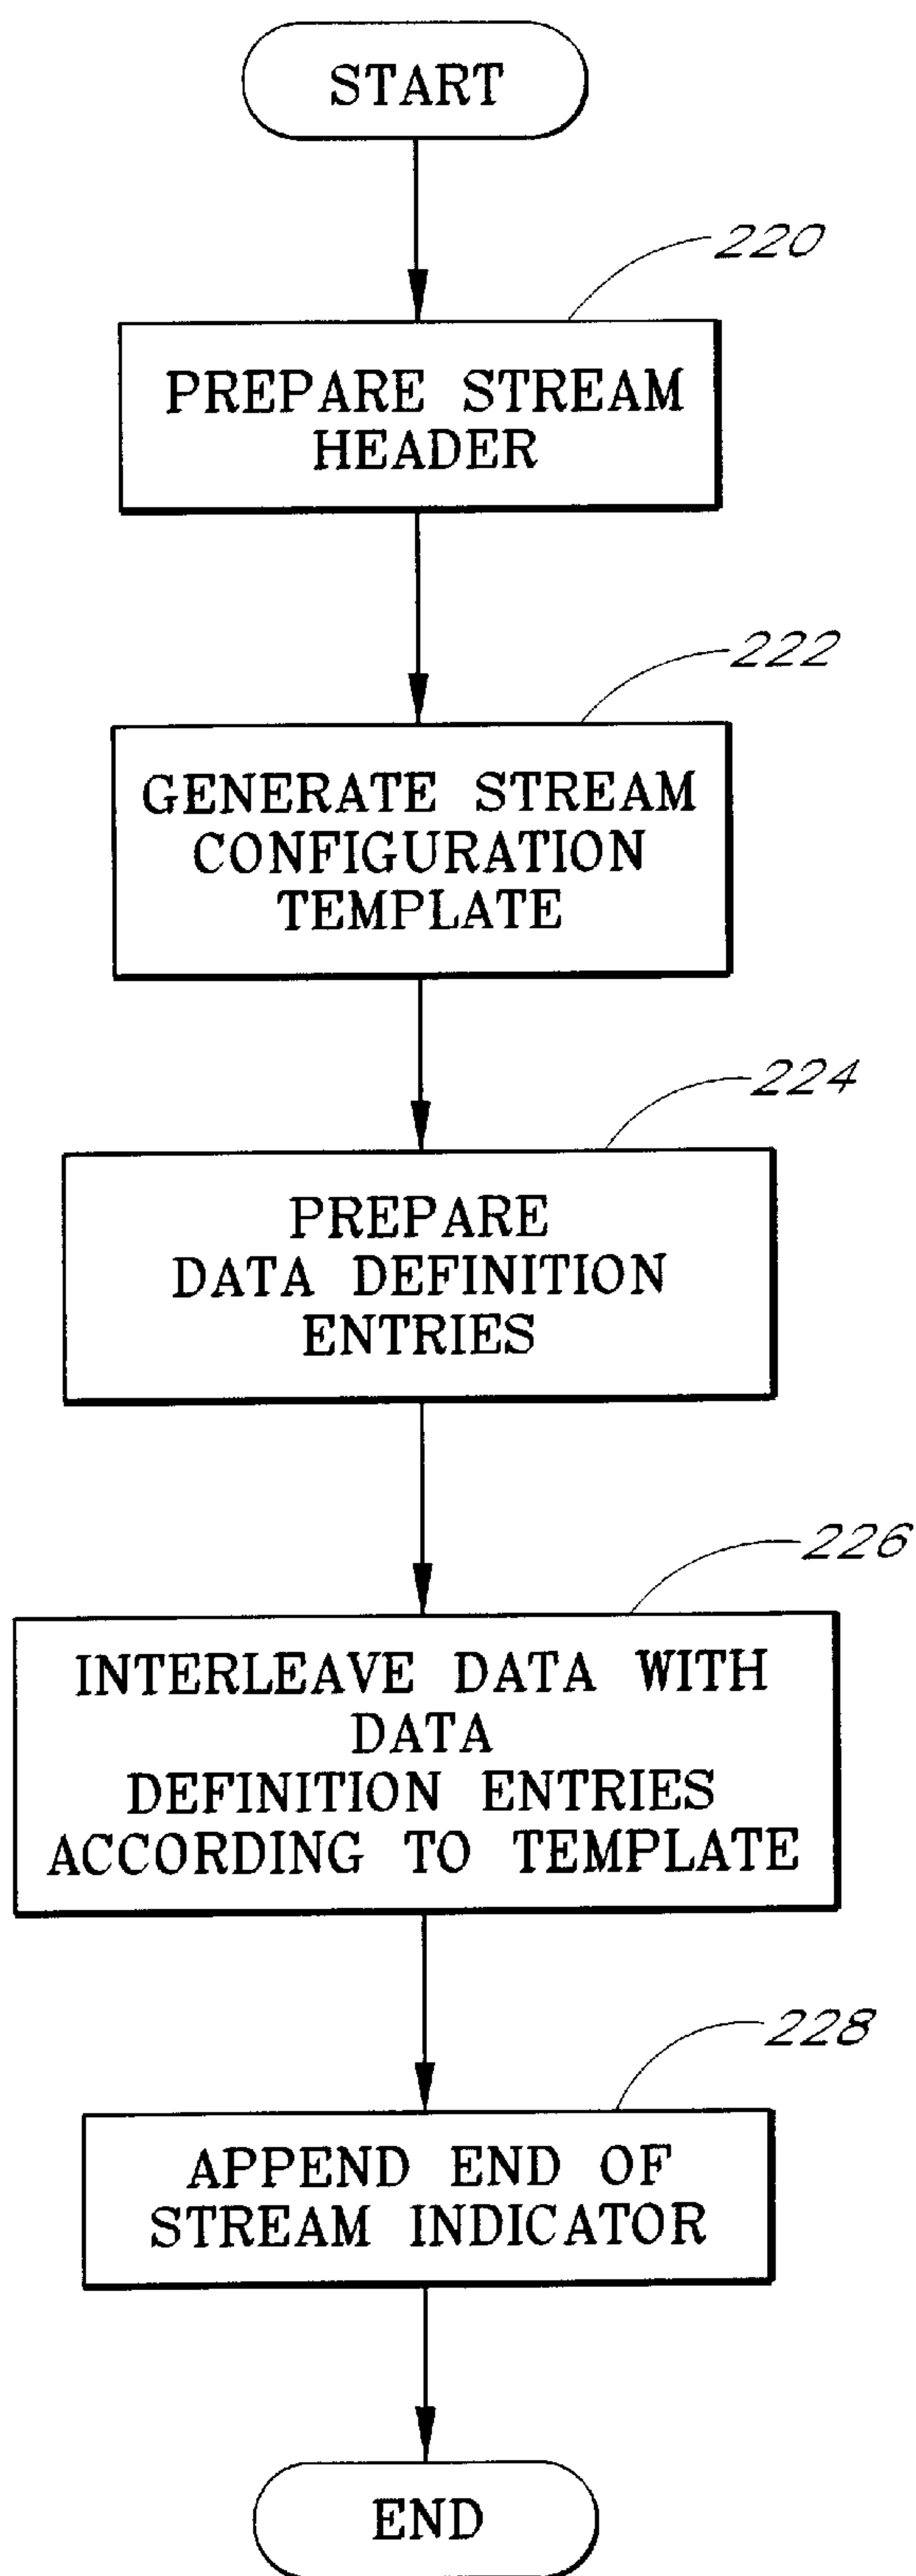 START
220
PREPARE STREAM
HEADER
222
GENERATE STREAM
CONFIGURATION
TEMPLATE
224
PREPARE
DATA DEFINITION
ENTRIES
226
INTERLEAVE DATA WITH
DATA
DEFINITION ENTRIES
ACCORDING TO TEMPLATE
228
APPEND END OF
STREAM INDICATOR
END